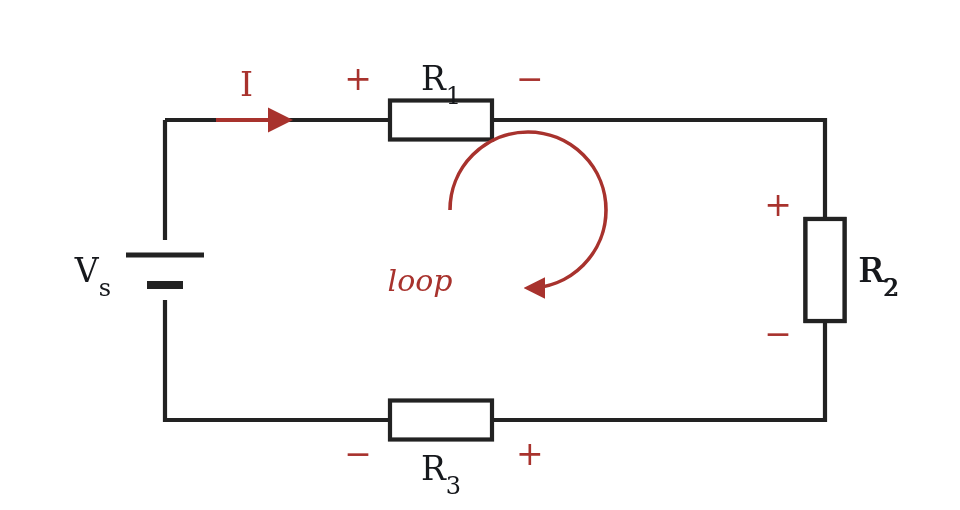 I
+ R₁ −
+
Vₛ
R₂
loop
−
− +
R₃